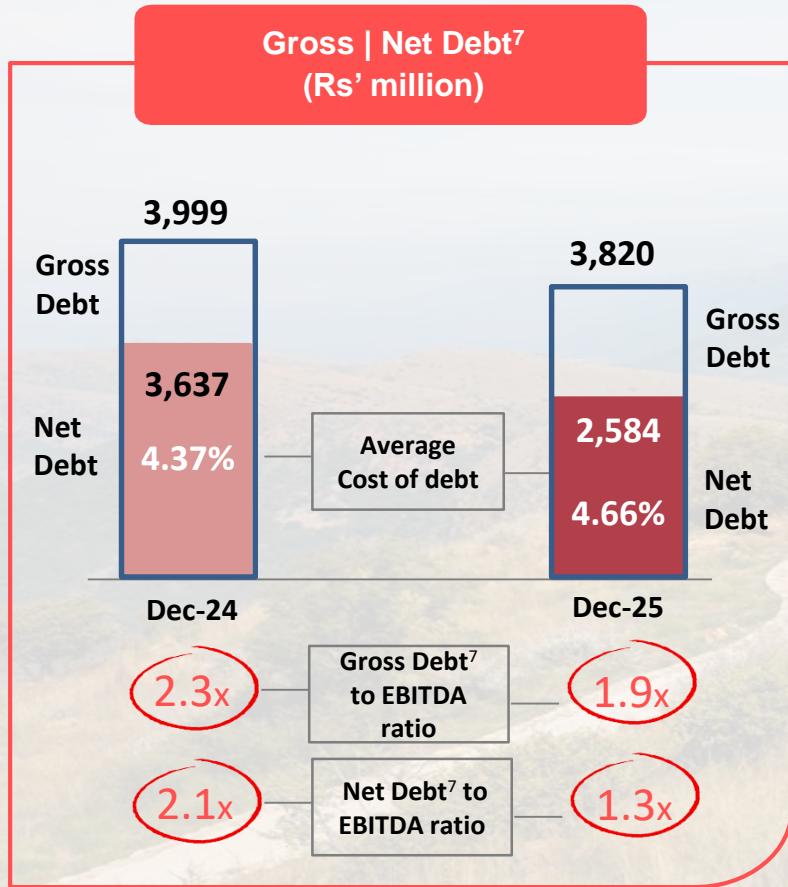 Gross | Net Debt⁷
(Rs’ million)
3,999
3,820
Gross
Debt
Gross
Debt
3,637
2,584
Net
Debt
4.37%
Average
Cost of debt
4.66%
Net
Debt
Dec-24
Dec-25
2.3x
Gross Debt⁷
to EBITDA
ratio
1.9x
2.1x
Net Debt⁷ to
EBITDA ratio
1.3x